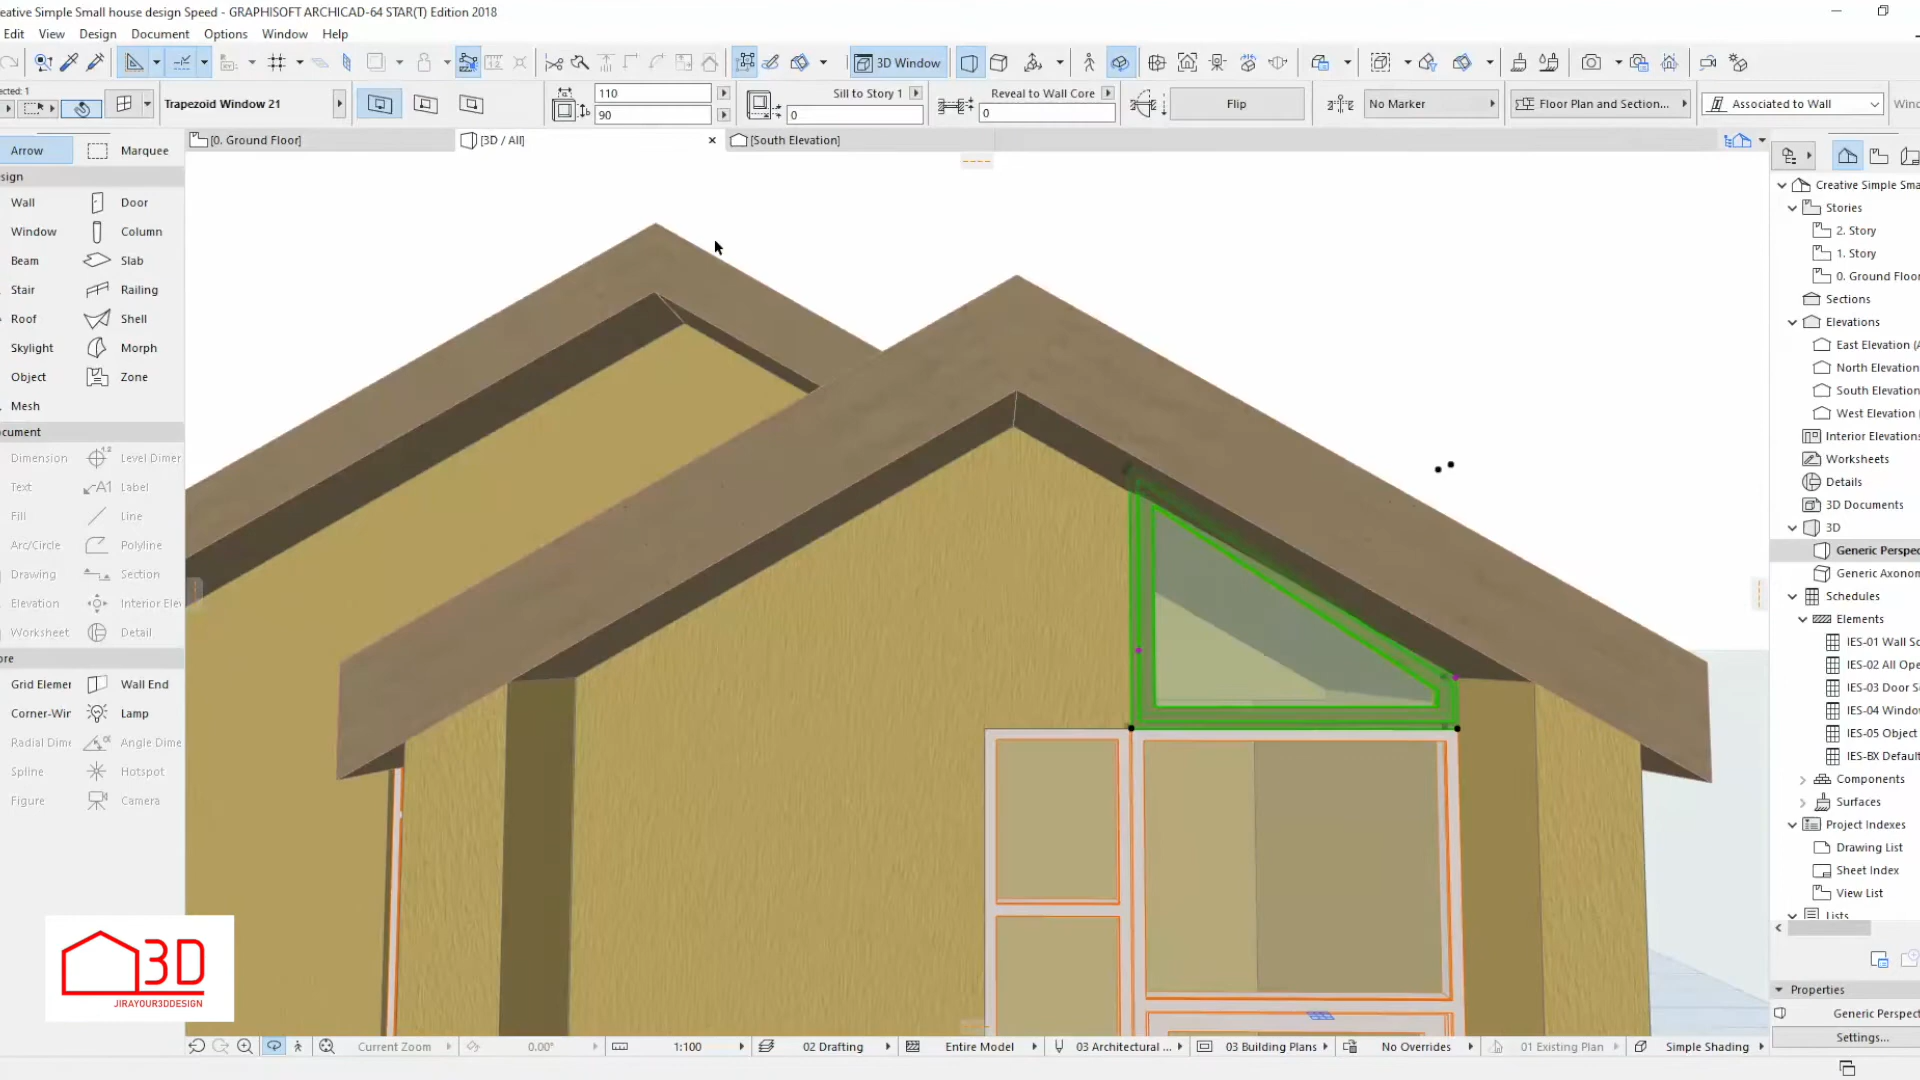 eative Simple Small house design Speed - GRAPHISOFT ARCHICAD-64 STAR(T) Edition 2018
Edit View Design Document Options Window Help
3D Window
ected: 1
Trapezoid Window 21
110
90
Sill to Story 1
0
Reveal to Wall Core
0
Flip
No Marker
Floor Plan and Section...
Associated to Wall
Wind
[0. Ground Floor]
[3D / All]
[South Elevation]
Arrow Marquee
sign
Wall Door
Window Column
Beam Slab
Stair Railing
Roof Shell
Skylight Morph
Object Zone
Mesh
cument
Dimension Level Dimer
Text Label
Fill Line
Arc/Circle Polyline
Drawing Section
Elevation Interior Ele
Worksheet Detail
ore
Grid Elemer Wall End
Corner-Wir Lamp
Radial Dime Angle Dime
Spline Hotspot
Figure Camera
Creative Simple Sma
Stories
2. Story
1. Story
0. Ground Floor
Sections
Elevations
East Elevation (A
North Elevation
South Elevation
West Elevation (
Interior Elevations
Worksheets
Details
3D Documents
3D
Generic Perspec
Generic Axonom
Schedules
Elements
IES-01 Wall Sc
IES-02 All Ope
IES-03 Door S
IES-04 Window
IES-05 Object
IES-BX Default
Components
Surfaces
Project Indexes
Drawing List
Sheet Index
View List
Lists
Properties
Generic Perspect
Settings...
3D
JIRAYOUR3DDESIGN
Current Zoom
0.00°
1:100
02 Drafting
Entire Model
03 Architectural ...
03 Building Plans
No Overrides
01 Existing Plan
Simple Shading